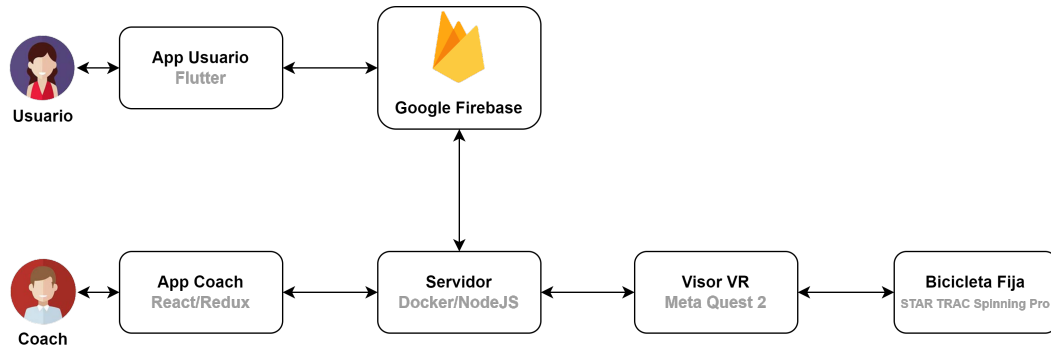 App Usuario
Flutter
Google Firebase
Usuario
App Coach
React/Redux
Servidor
Docker/NodeJS
Visor VR
Meta Quest 2
Bicicleta Fija
STAR TRAC Spinning Pro
Coach